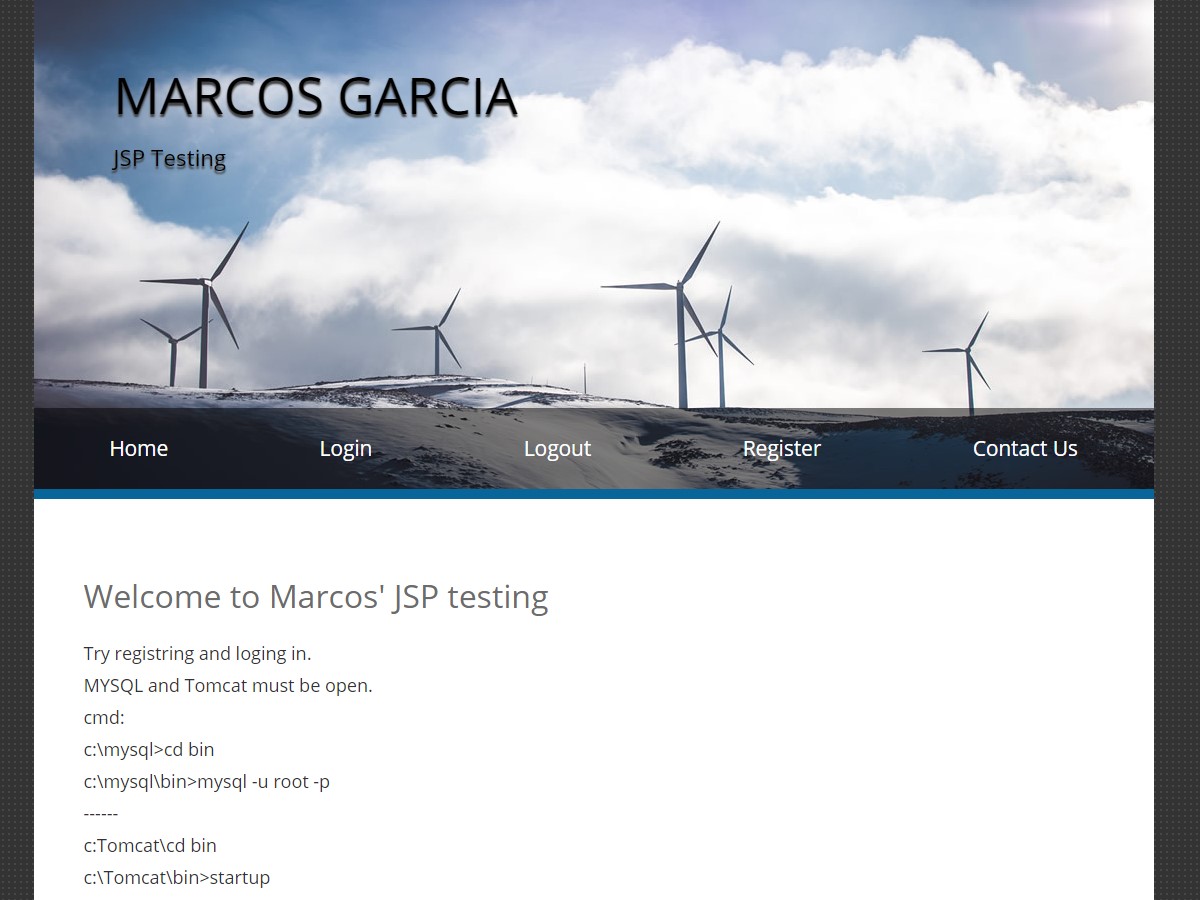 MARCOS GARCIA
JSP Testing
Home Login Logout Register Contact Us
Welcome to Marcos' JSP testing
Try registring and loging in.
MYSQL and Tomcat must be open.
cmd:
c:\mysql>cd bin
c:\mysql\bin>mysql -u root -p
------
c:Tomcat\cd bin
c:\Tomcat\bin>startup